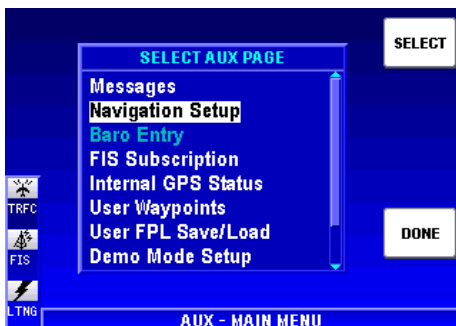 SELECT
SELECT AUX PAGE
Messages
Navigation Setup
Baro Entry
FIS Subscription
Internal GPS Status
User Waypoints
User FPL Save/Load
Demo Mode Setup
DONE
TRFC
FIS
LTNG
AUX - MAIN MENU